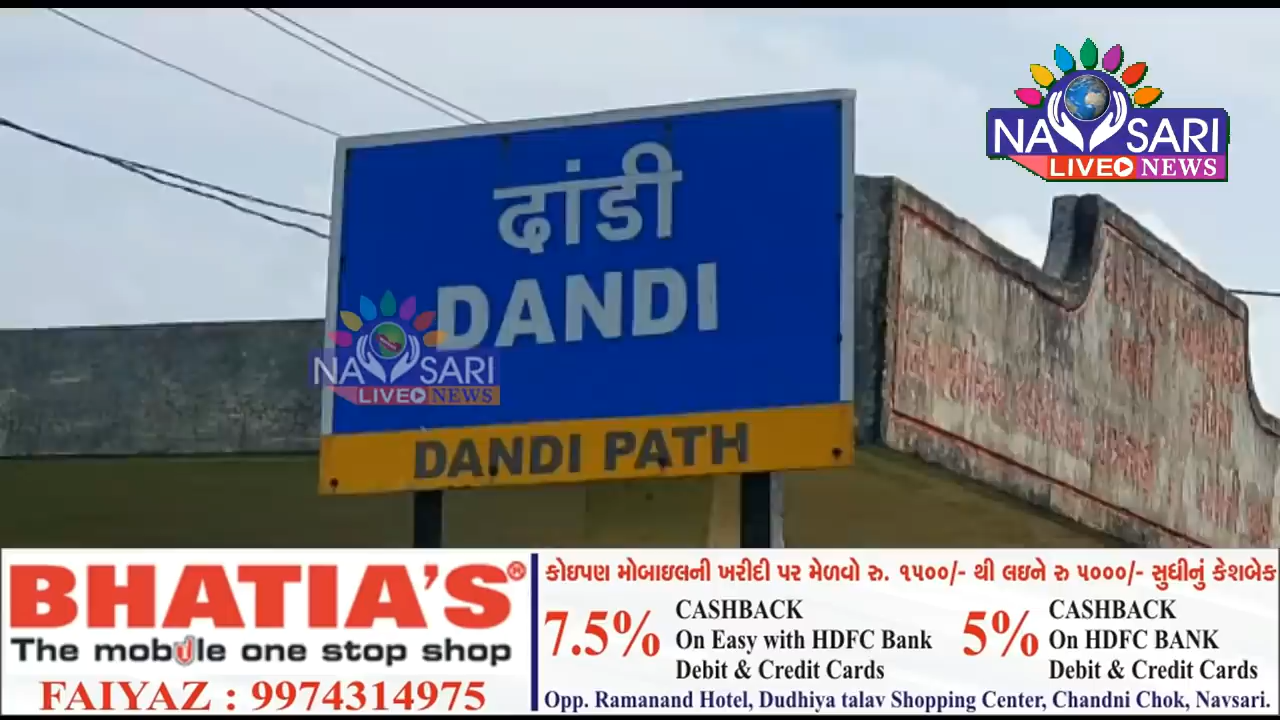 NAVSARI
LIVE NEWS
दांडी
DANDI
NAVSARI
LIVE NEWS
DANDI PATH
BHATIA'S®
The mobile one stop shop
FAIYAZ : 9974314975
કોઇપણ મોબાઇલની ખરીદી પર મેળવો રુ. ૧૫૦૦/- થી લઇને રુ ૫૦૦૦/- સુધીનું કેશબેક
7.5%
CASHBACK
On Easy with HDFC Bank
Debit & Credit Cards
5%
CASHBACK
On HDFC BANK
Debit & Credit Cards
Opp. Ramanand Hotel, Dudhiya talav Shopping Center, Chandni Chok, Navsari.